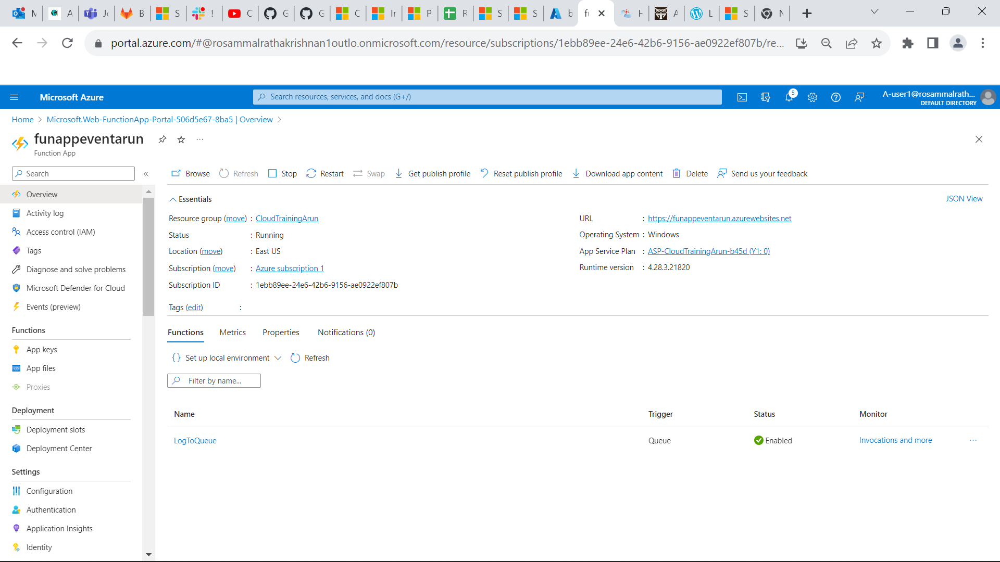 portal.azure.com/#@rosammalrathakrishnan1outlo.onmicrosoft.com/resource/subscriptions/1ebb89ee-24e6-42b6-9156-ae0922ef807b/re...
Microsoft Azure
Search resources, services, and docs (G+/)
5
A-user1@rosammalrath...
DEFAULT DIRECTORY
Home > Microsoft.Web-FunctionApp-Portal-506d5e67-8ba5 | Overview >
funappeventarun
...
Function App
Search
Browse Refresh Stop Restart Swap Get publish profile Reset publish profile Download app content Delete Send us your feedback
Overview
Activity log
Access control (IAM)
Tags
Diagnose and solve problems
Microsoft Defender for Cloud
Events (preview)
Functions
App keys
App files
Proxies
Deployment
Deployment slots
Deployment Center
Settings
Configuration
Authentication
Application Insights
Identity
Essentials
JSON View
Resource group (move) : CloudTrainingArun
Status : Running
Location (move) : East US
Subscription (move) : Azure subscription 1
Subscription ID : 1ebb89ee-24e6-42b6-9156-ae0922ef807b
Tags (edit) :
URL : https://funappeventarun.azurewebsites.net
Operating System : Windows
App Service Plan : ASP-CloudTrainingArun-b45d (Y1: 0)
Runtime version : 4.28.3.21820
Functions Metrics Properties Notifications (0)
Set up local environment Refresh
Filter by name...
Name Trigger Status Monitor
LogToQueue Queue Enabled Invocations and more ...